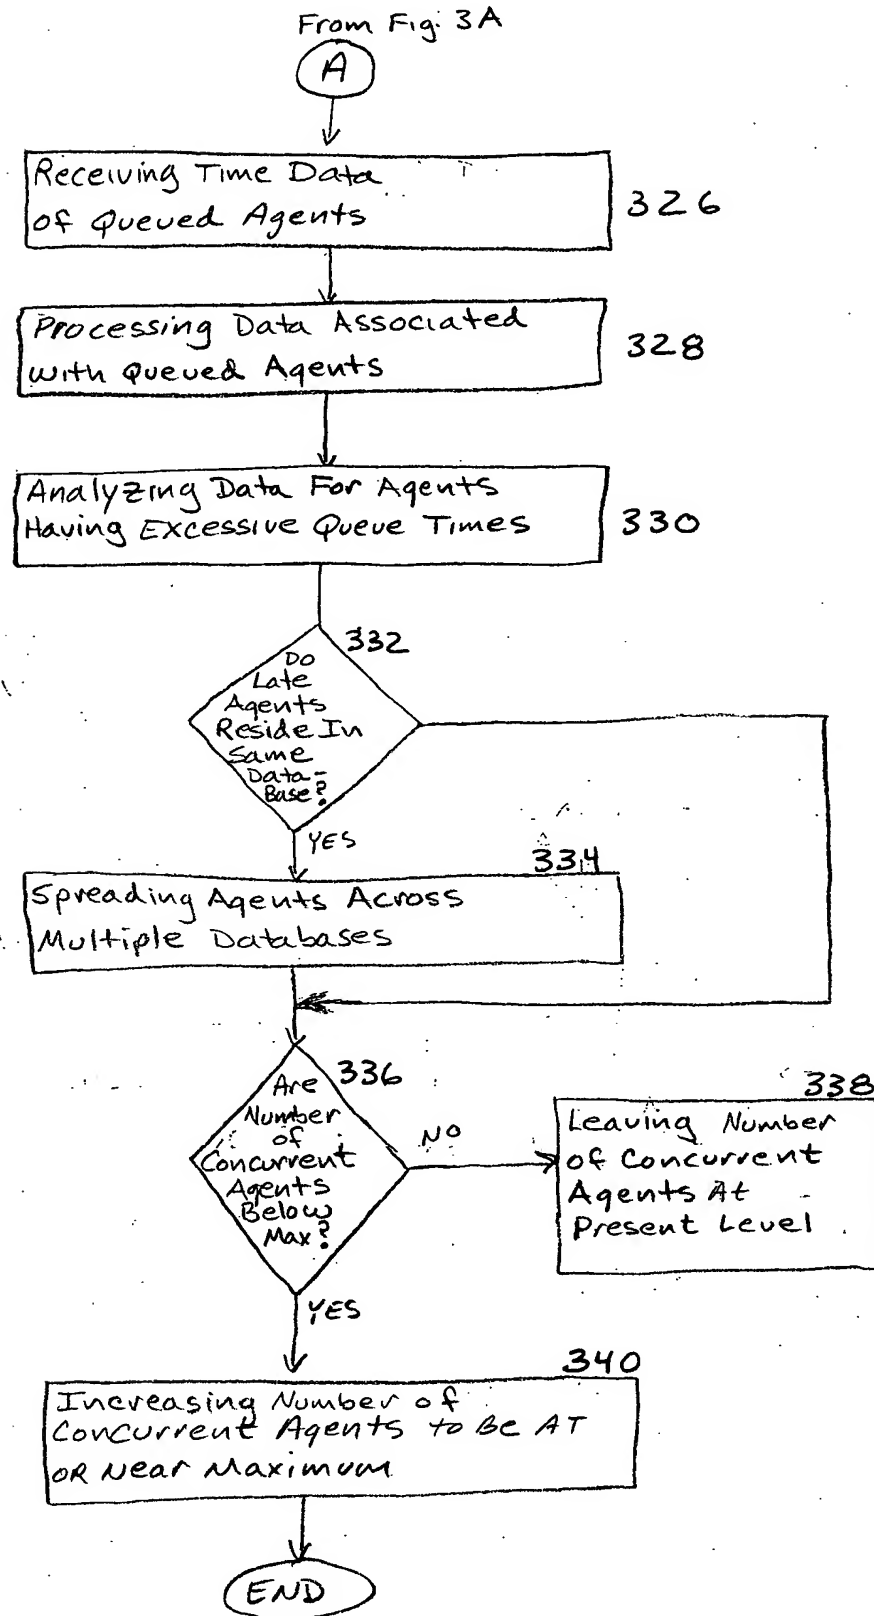 From Fig. 3A
A
Receiving Time Data
of Queued Agents
326
Processing Data Associated
with Queued Agents
328
Analyzing Data For Agents
Having Excessive Queue Times
330
332
Do
Late
Agents
Reside In
Same
Data-
Base?
YES
334
Spreading Agents Across
Multiple Databases
336
Are
Number
of
Concurrent
Agents
Below
Max?
NO
338
Leaving Number
of Concurrent
Agents At
Present Level
YES
340
Increasing Number of
Concurrent Agents to Be AT
OR Near Maximum
END